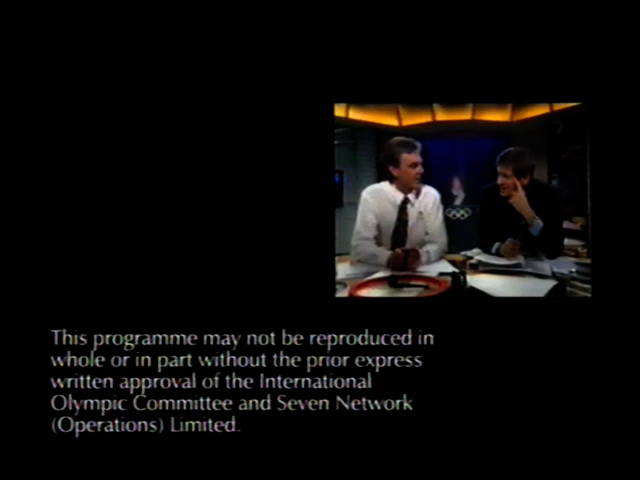 This programme may not be reproduced in
whole or in part without the prior express
written approval of the International
Olympic Committee and Seven Network
(Operations) Limited.